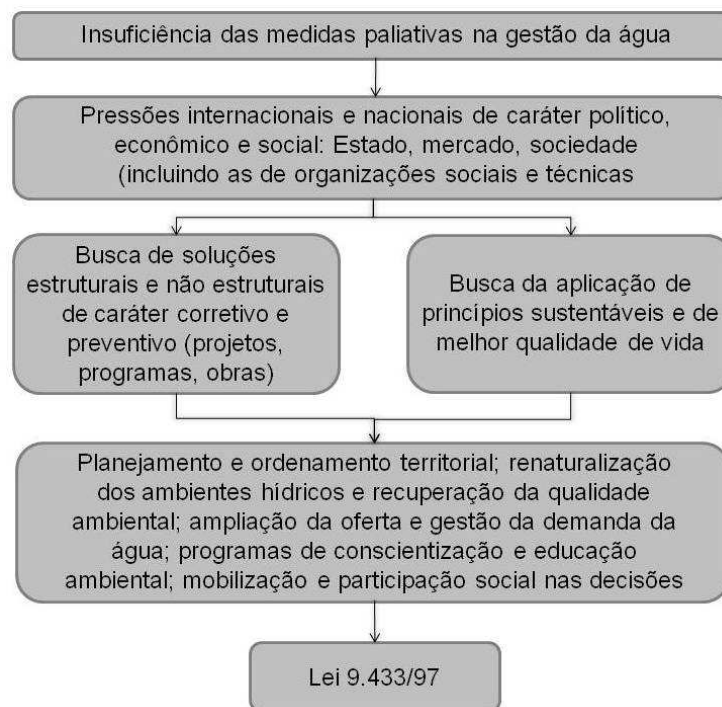 Insuficiência das medidas paliativas na gestão da água
Pressões internacionais e nacionais de caráter político,
econômico e social: Estado, mercado, sociedade
(incluindo as de organizações sociais e técnicas
Busca de soluções
estruturais e não estruturais
de caráter corretivo e
preventivo (projetos,
programas, obras)
Busca da aplicação de
princípios sustentáveis e de
melhor qualidade de vida
Planejamento e ordenamento territorial; renaturalização
dos ambientes hídricos e recuperação da qualidade
ambiental; ampliação da oferta e gestão da demanda da
água; programas de conscientização e educação
ambiental; mobilização e participação social nas decisões
Lei 9.433/97